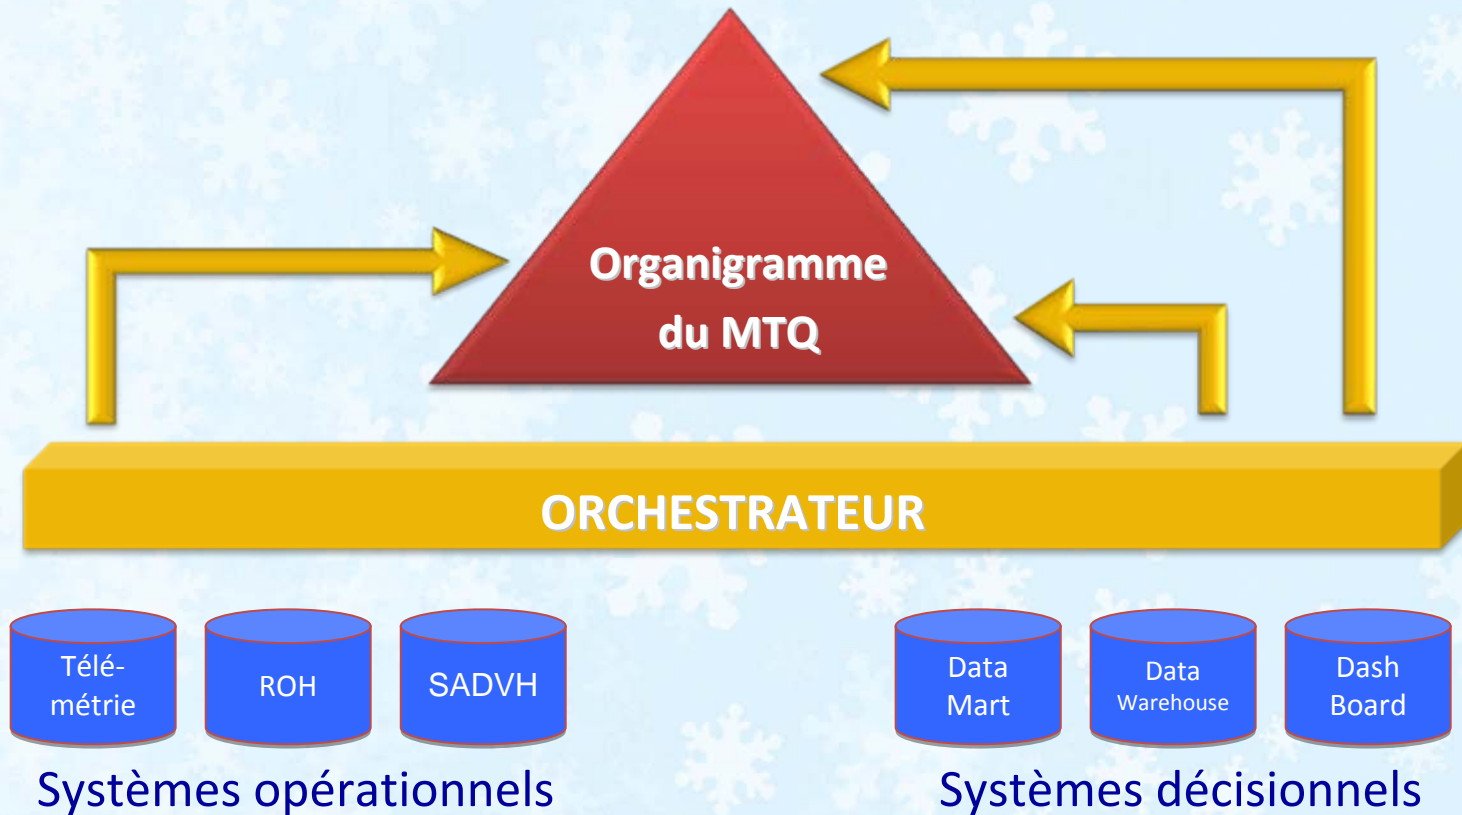 Organigramme
du MTQ
ORCHESTRATEUR
Télé-
métrie
ROH
SADVH
Data
Mart
Data
Warehouse
Dash
Board
Systèmes opérationnels
Systèmes décisionnels